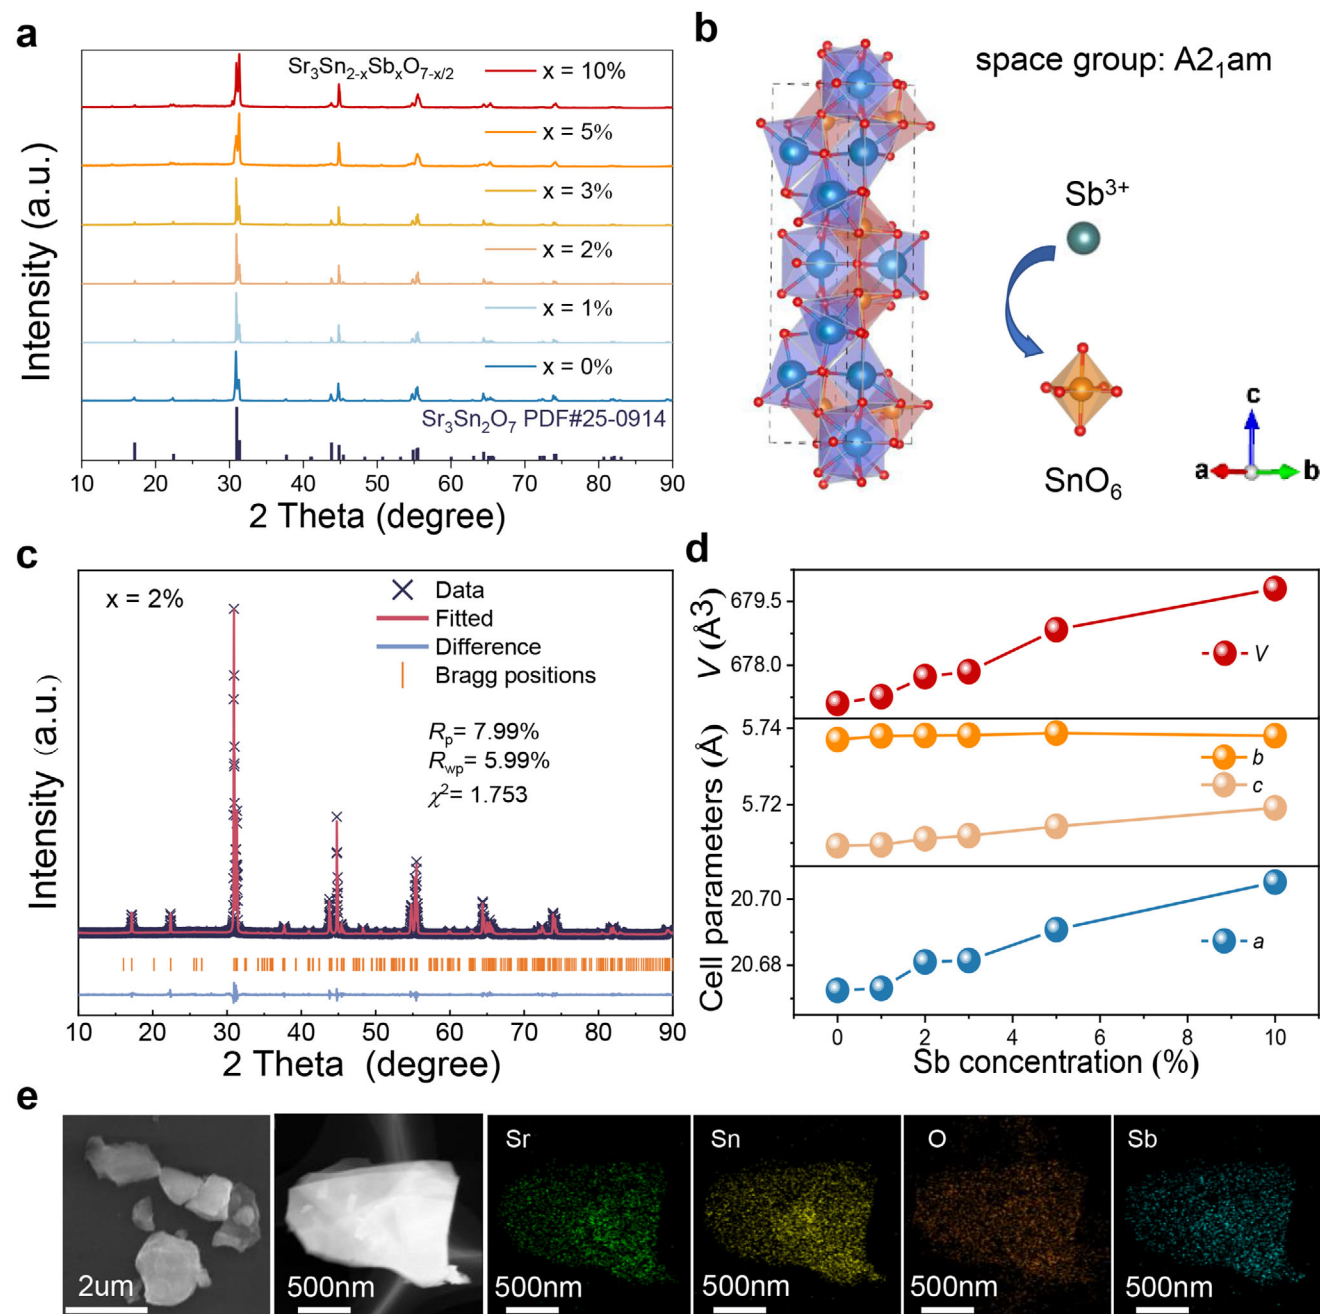 a
Sr₃Sn₂₋ₓSbₓO₇₋ₓ/₂
x = 10%
x = 5%
x = 3%
x = 2%
x = 1%
x = 0%
Sr₃Sn₂O₇ PDF#25-0914
Intensity (a.u.)
10 20 30 40 50 60 70 80 90
2 Theta (degree)
b
space group: A2₁am
Sb³⁺
SnO₆
c
a
b
c
x = 2%
Data
Fitted
Difference
Bragg positions
Rₚ= 7.99%
R_wp= 5.99%
χ²= 1.753
Intensity (a.u.)
10 20 30 40 50 60 70 80 90
2 Theta (degree)
d
V (Å3)
679.5
678.0
V
Cell parameters (Å)
5.74
5.72
b
c
20.70
20.68
a
0 2 4 6 8 10
Sb concentration (%)
e
2um
500nm
Sr
500nm
Sn
500nm
O
500nm
Sb
500nm